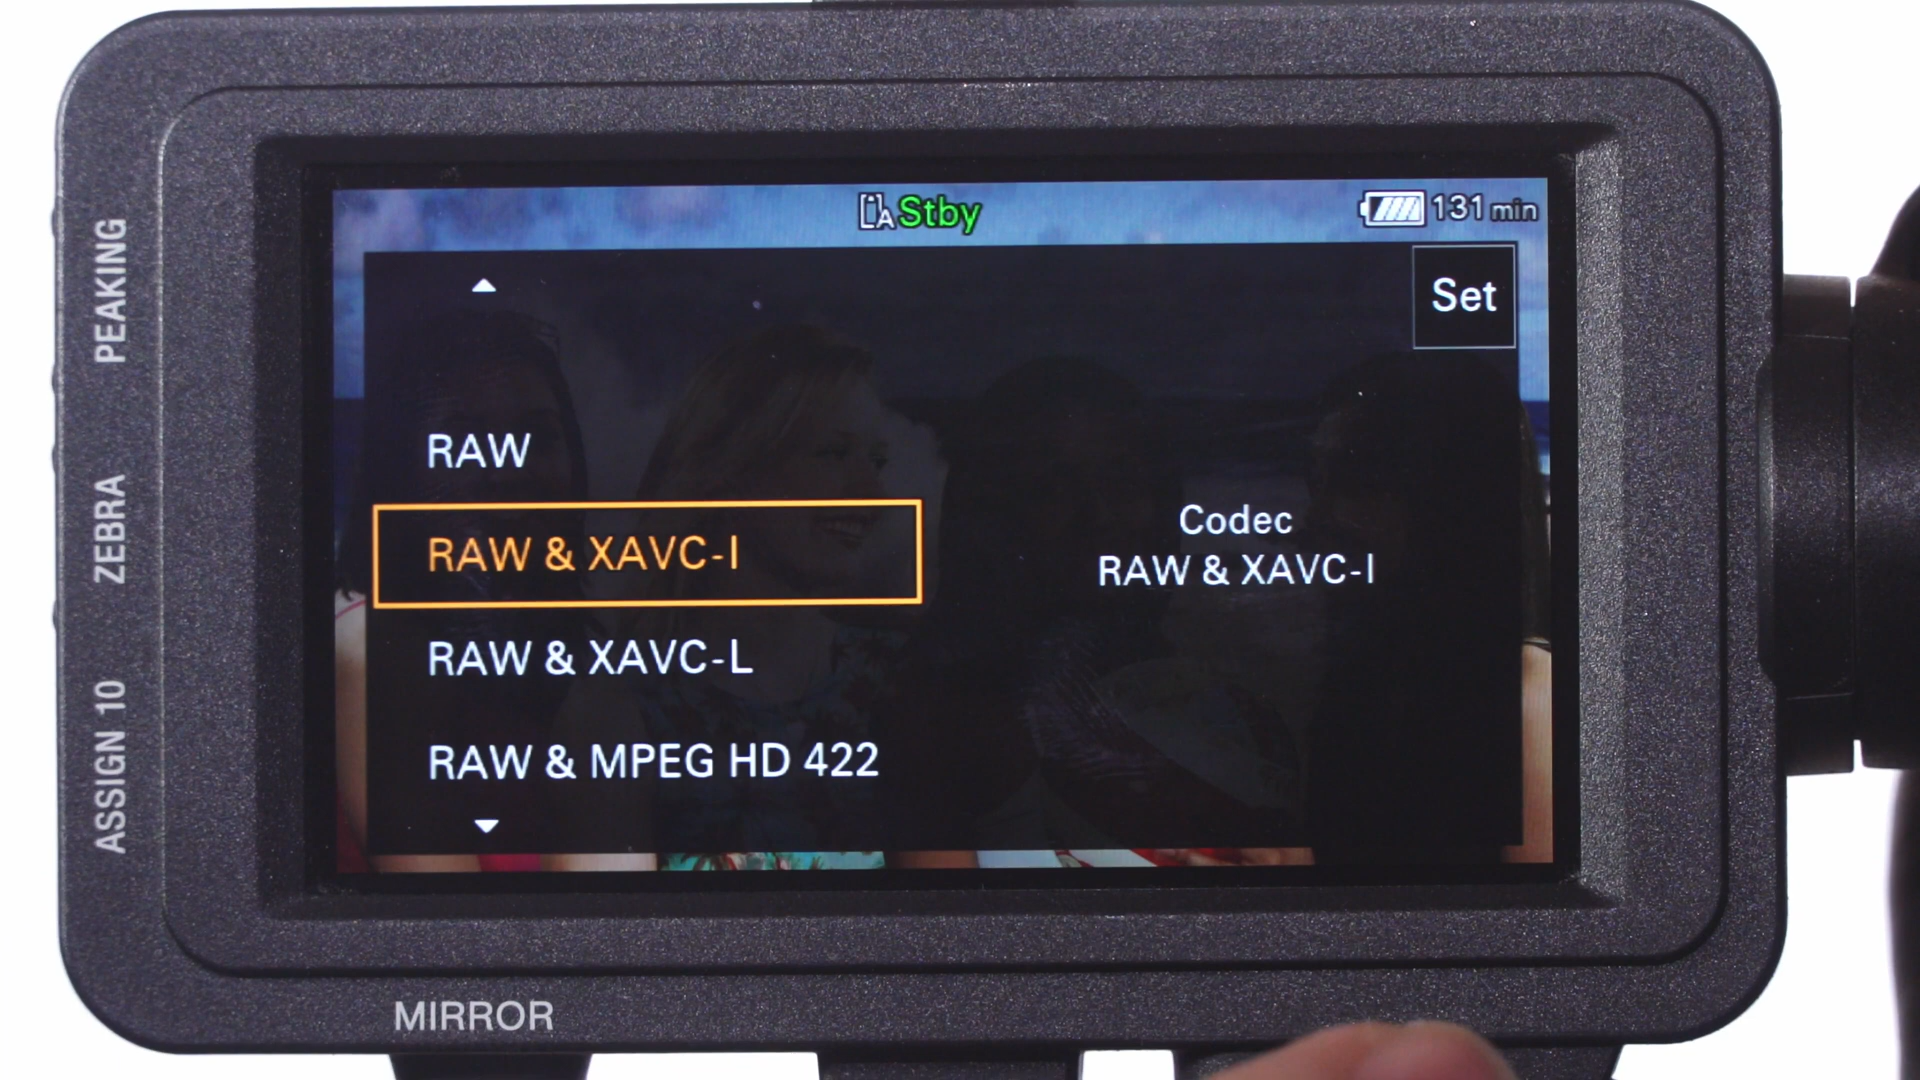 A Stby
131 min
Set
RAW
RAW & XAVC-I
RAW & XAVC-L
RAW & MPEG HD 422
Codec
RAW & XAVC-I
PEAKING
ZEBRA
ASSIGN 10
MIRROR